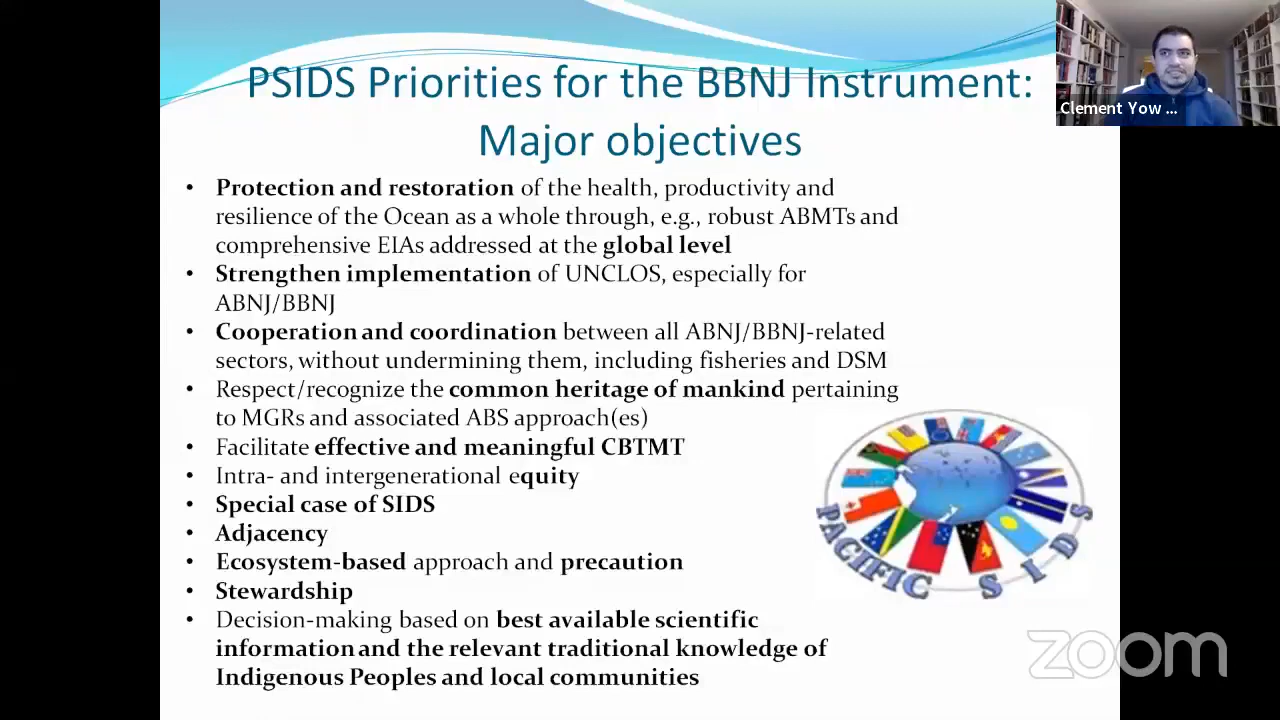 PSIDS Priorities for the BBNJ Instrument:
Major objectives
Clement Yow ...
• Protection and restoration of the health, productivity and
resilience of the Ocean as a whole through, e.g., robust ABMTs and
comprehensive EIAs addressed at the global level
• Strengthen implementation of UNCLOS, especially for
ABNJ/BBNJ
• Cooperation and coordination between all ABNJ/BBNJ-related
sectors, without undermining them, including fisheries and DSM
• Respect/recognize the common heritage of mankind pertaining
to MGRs and associated ABS approach(es)
• Facilitate effective and meaningful CBTMT
• Intra- and intergenerational equity
• Special case of SIDS
• Adjacency
• Ecosystem-based approach and precaution
• Stewardship
• Decision-making based on best available scientific
information and the relevant traditional knowledge of
Indigenous Peoples and local communities
PACIFIC SIDS
zoom